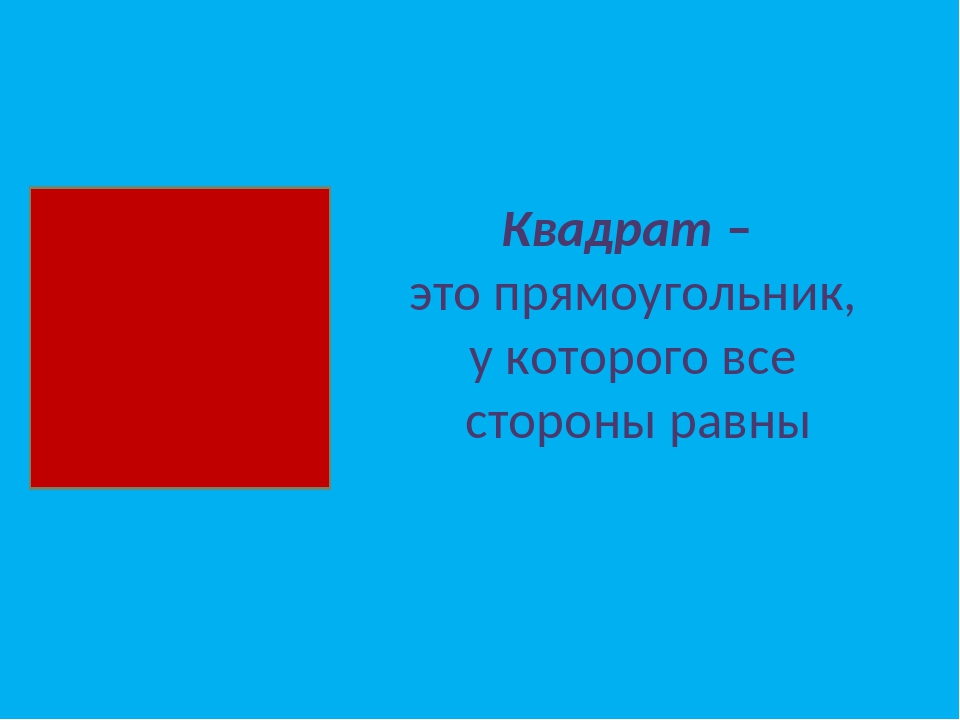 Квадрат –
это прямоугольник,
у которого все
стороны равны